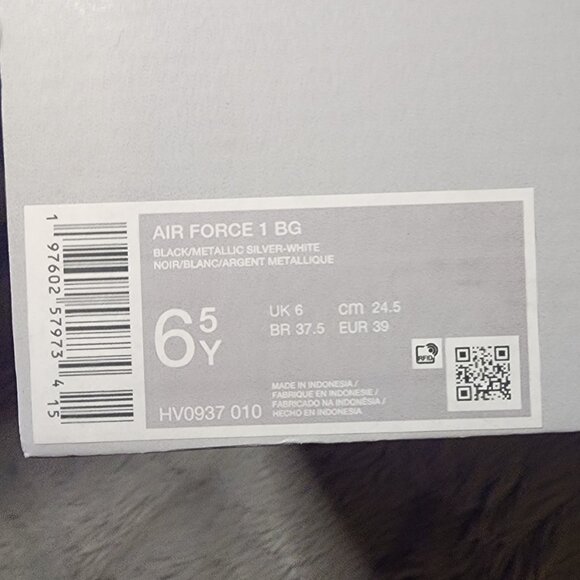 AIR FORCE 1 BG
BLACK/METALLIC SILVER-WHITE
NOIR/BLANC/ARGENT METALLIQUE
6 5Y
UK 6 cm 24.5
BR 37.5 EUR 39
RFID
MADE IN INDONESIA /
FABRIQUE EN INDONESIE /
FABRICADO NA INDONÉSIA /
HECHO EN INDONESIA
HV0937 010
1 97602 57973 4 15